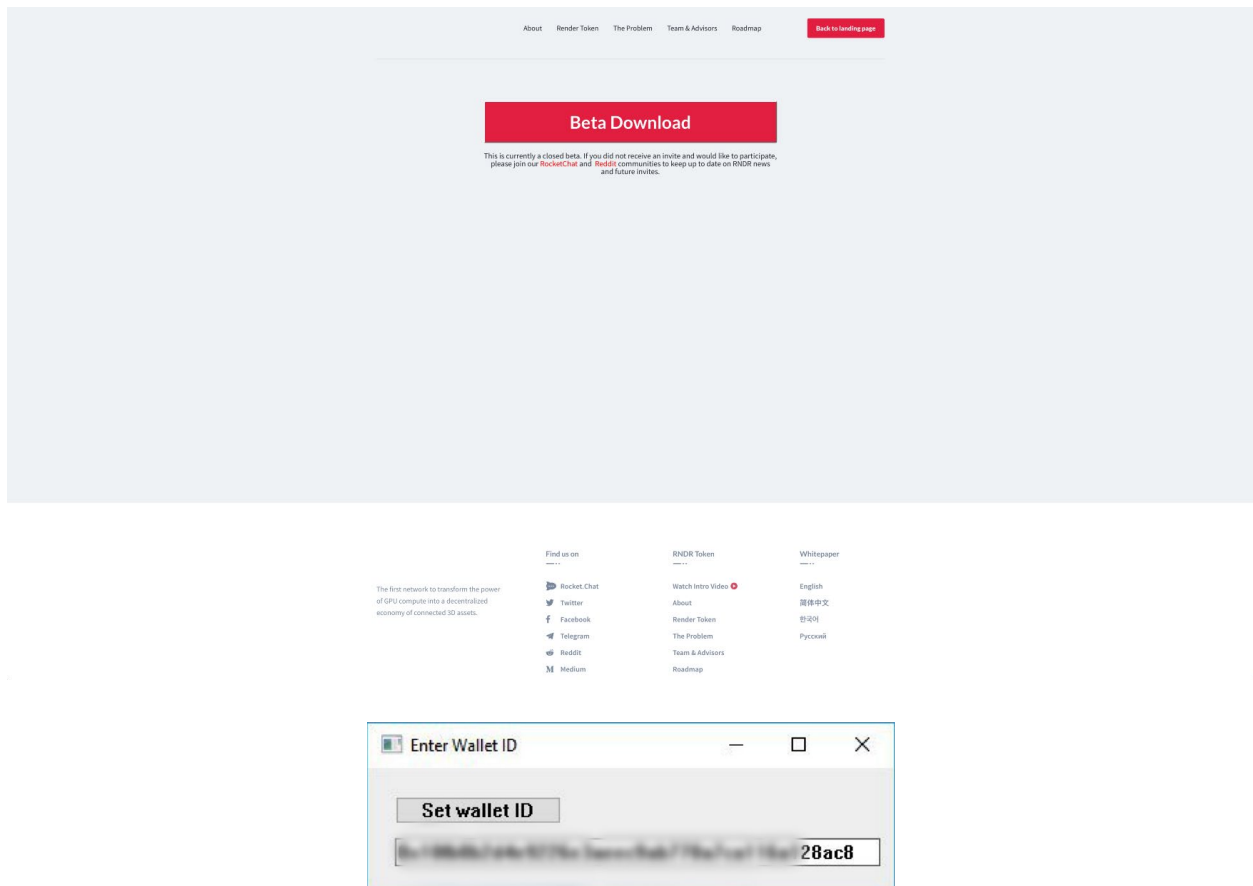 About Render Token The Problem Team & Advisors Roadmap Back to landing page
Beta Download
This is currently a closed beta. If you did not receive an invite and would like to participate,
please join our RocketChat and Reddit communities to keep up to date on RNDR news
and future invites.
The first network to transform the power
of GPU compute into a decentralized
economy of connected 3D assets.
Find us on
Rocket.Chat
Twitter
Facebook
Telegram
Reddit
Medium
RNDR Token
Watch Intro Video
About
Render Token
The Problem
Team & Advisors
Roadmap
Whitepaper
English
简体中文
한국어
Русский
Enter Wallet ID
Set wallet ID
28ac8